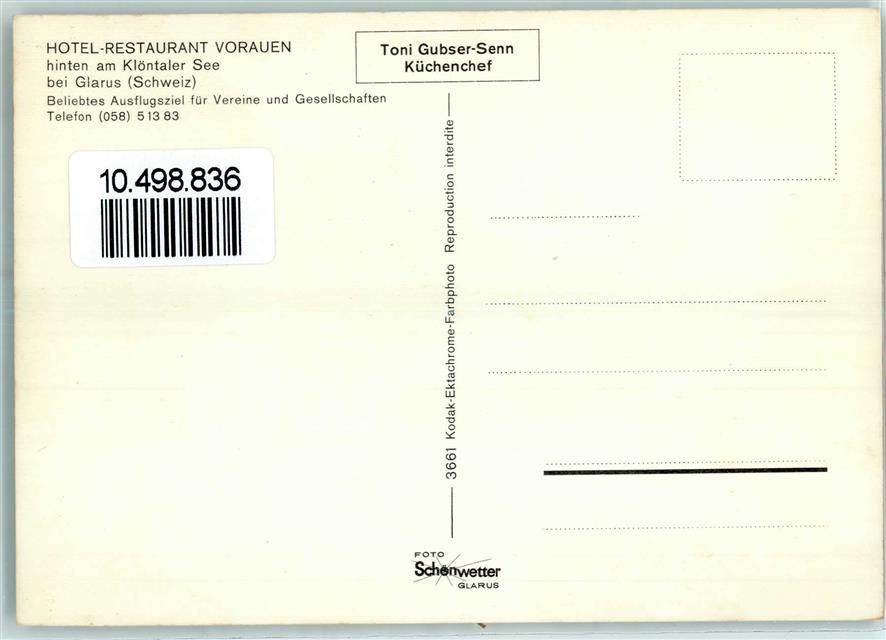 HOTEL-RESTAURANT VORAUEN
hinten am Klöntaler See
bei Glarus (Schweiz)
Beliebtes Ausflugsziel für Vereine und Gesellschaften
Telefon (058) 5 13 83
Toni Gubser-Senn
Küchenchef
10.498.836
3661 Kodak-Ektachrome-Farbphoto Reproduction interdite
FOTO
Schönwetter
GLARUS